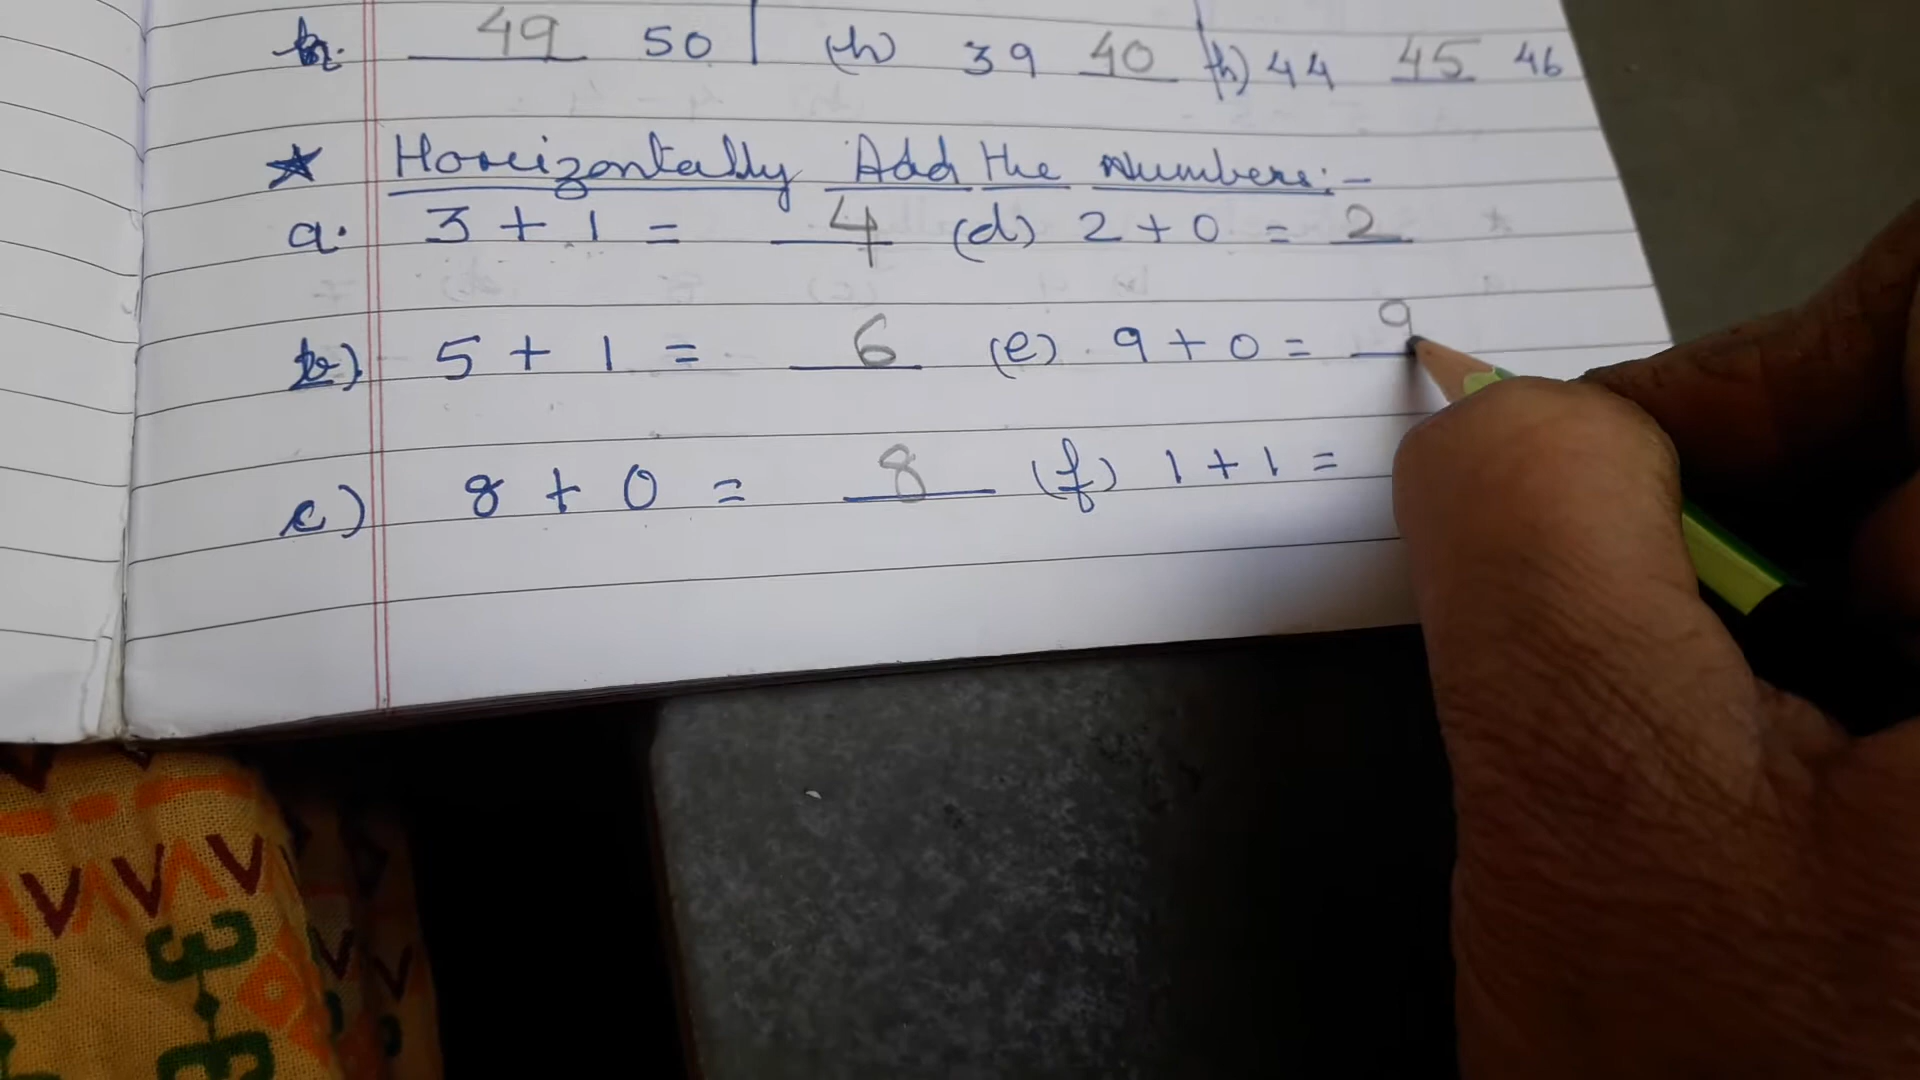 b. 49 50 | (h) 39 40 (h) 44 45 46
★ Horizontally Add the Numbers:-
a. 3 + 1 = 4 (d) 2 + 0 = 2
b) 5 + 1 = 6 (e) 9 + 0 = 9
c) 8 + 0 = 8 (f) 1 + 1 =